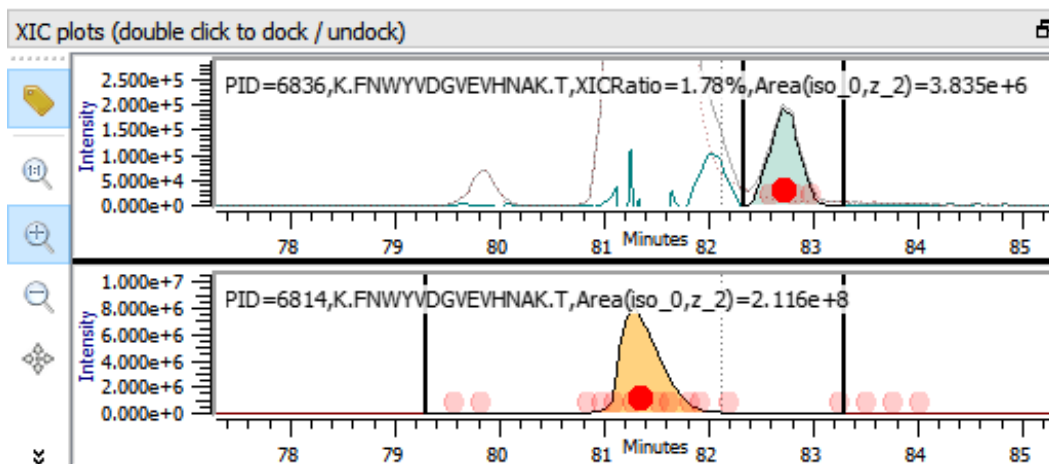 XIC plots (double click to dock / undock)
PID=6836,K.FNWYVDGVEVHNAK.T,XICRatio=1.78%,Area(iso_0,z_2)=3.835e+6
Intensity
2.500e+5
2.000e+5
1.500e+5
1.000e+5
5.000e+4
0.000e+0
78 79 80 81 Minutes 82 83 84 85
1:1
PID=6814,K.FNWYVDGVEVHNAK.T,Area(iso_0,z_2)=2.116e+8
Intensity
1.000e+7
8.000e+6
6.000e+6
4.000e+6
2.000e+6
0.000e+0
78 79 80 81 Minutes 82 83 84 85